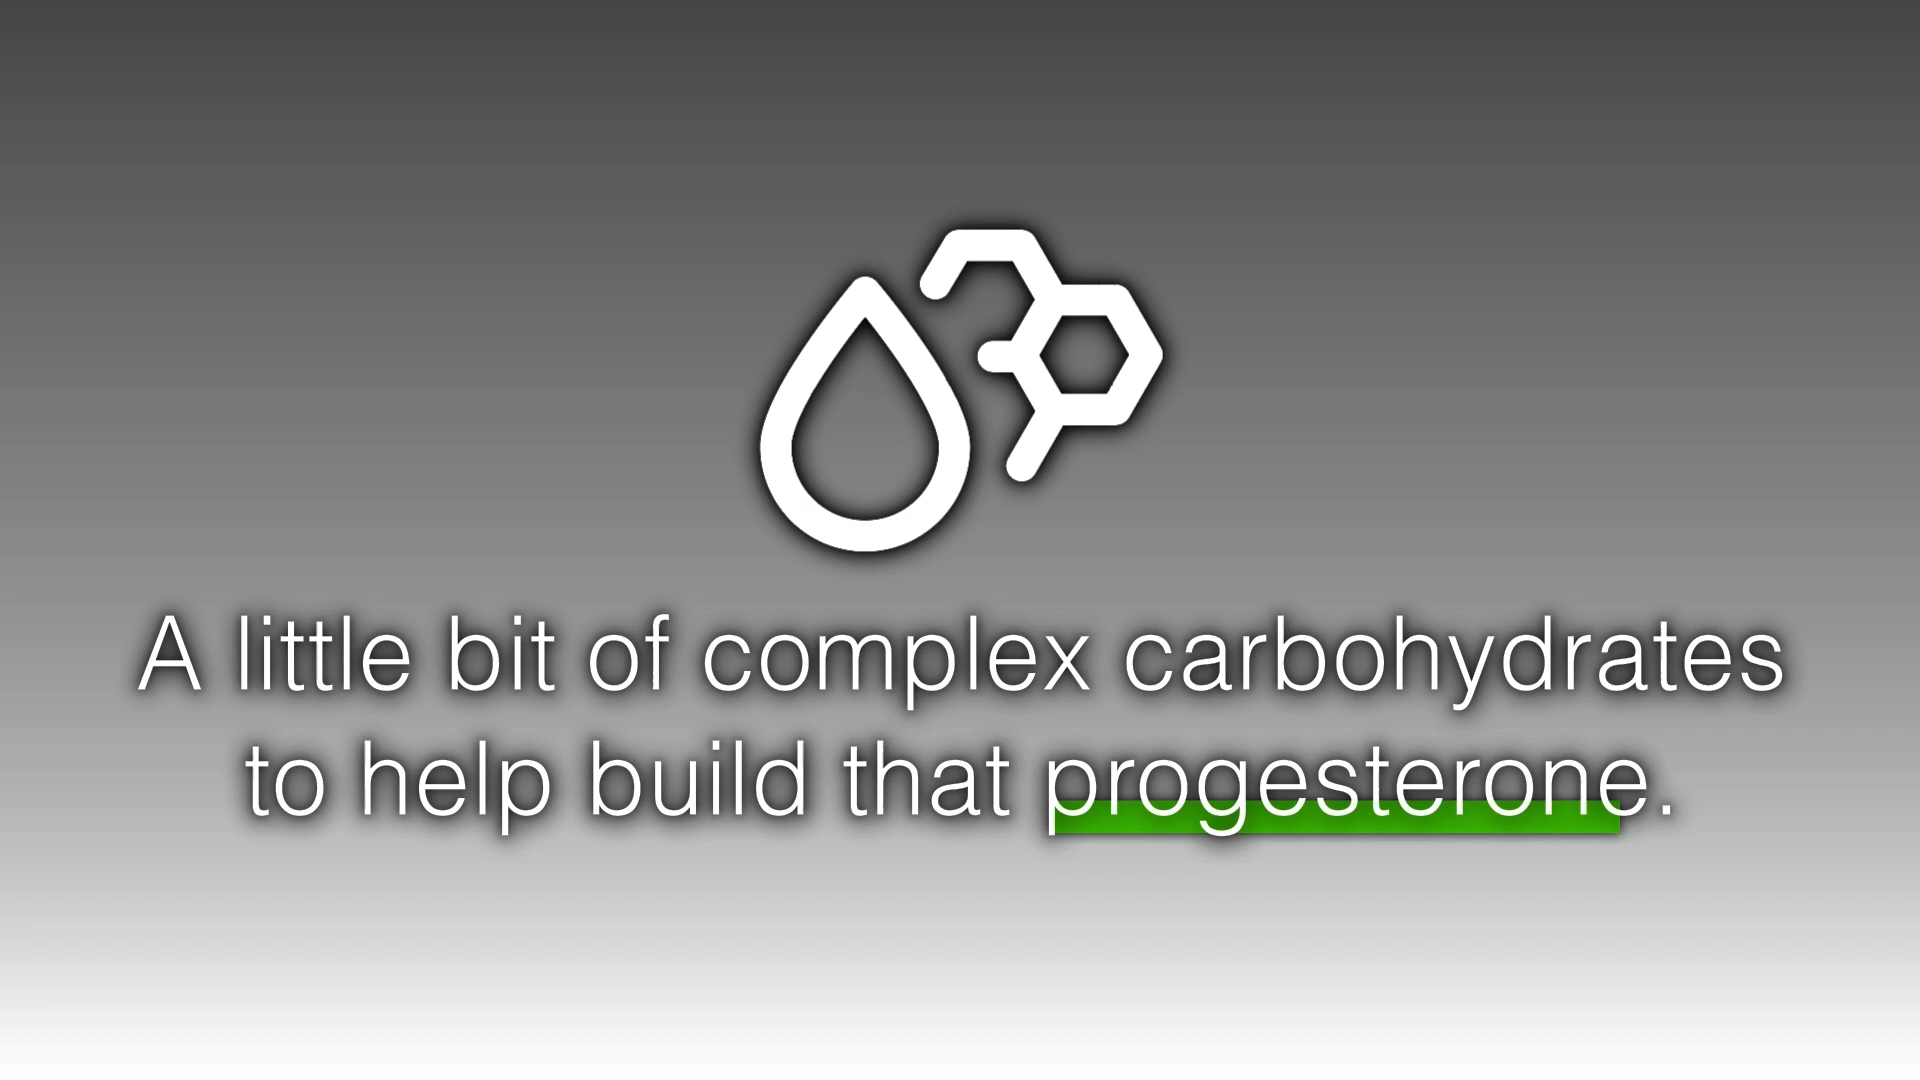 A little bit of complex carbohydrates
to help build that progesterone.